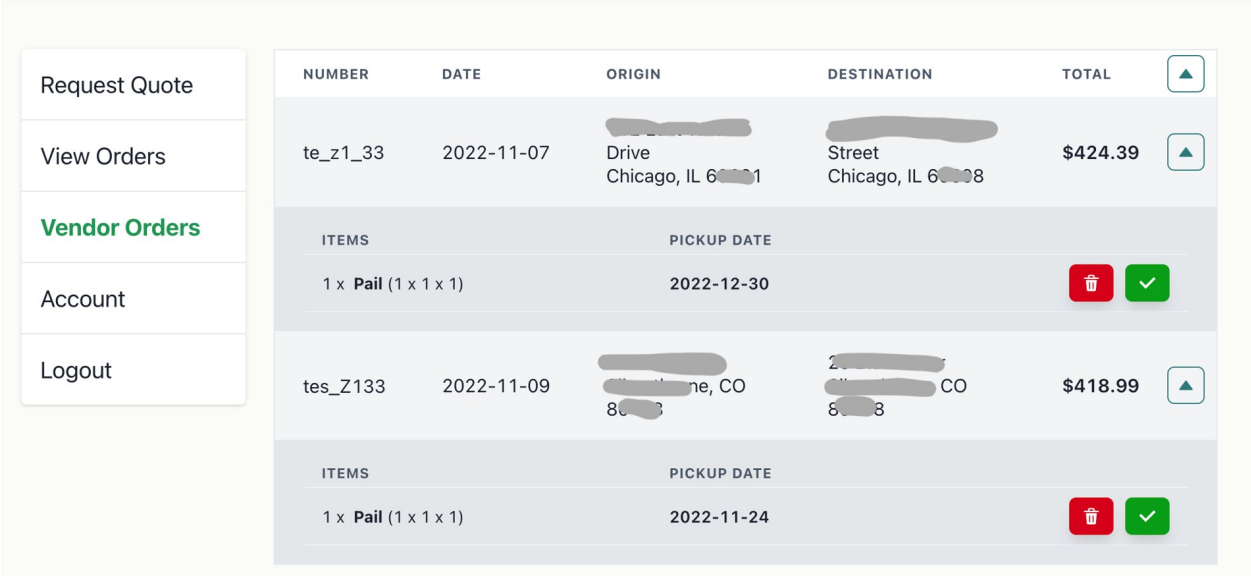 Request Quote
View Orders
Vendor Orders
Account
Logout
NUMBER DATE ORIGIN DESTINATION TOTAL
te_z1_33 2022-11-07 Drive Street $424.39
Chicago, IL Chicago, IL
ITEMS PICKUP DATE
1 x Pail (1 x 1 x 1) 2022-12-30
tes_Z133 2022-11-09 CO CO $418.99
ITEMS PICKUP DATE
1 x Pail (1 x 1 x 1) 2022-11-24